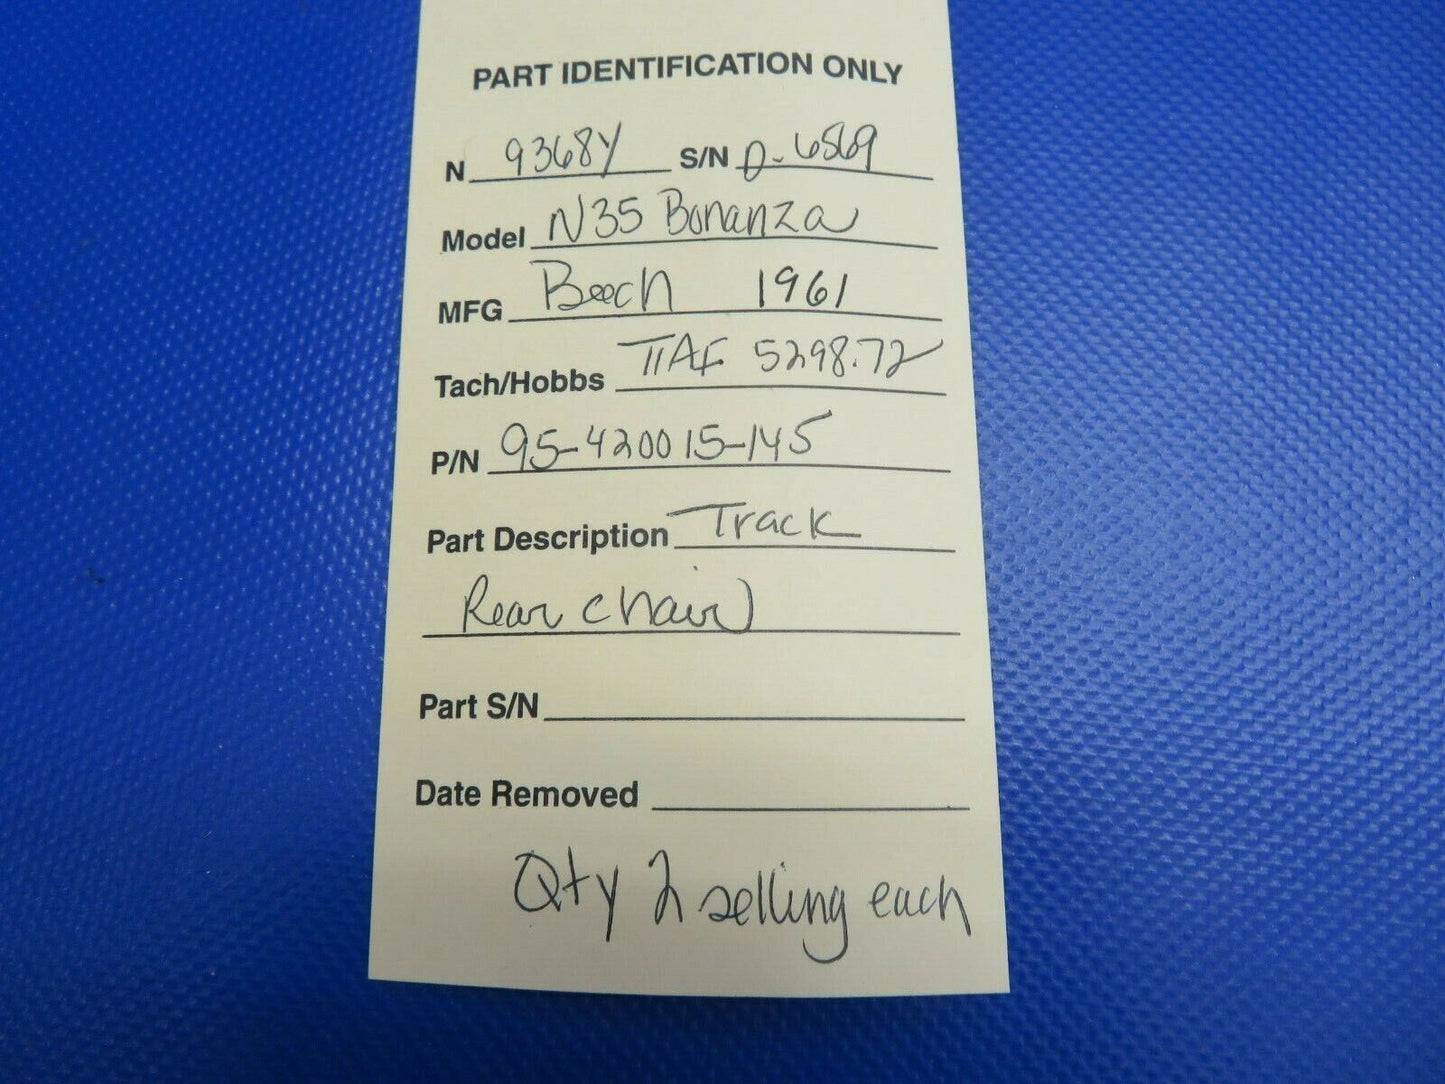 PART IDENTIFICATION ONLY
N 9368Y S/N D-6569
Model N35 Bonanza
MFG Beech 1961
Tach/Hobbs TTAF 5298.72
P/N 95-420015-145
Part Description Track
Rear chair
Part S/N
Date Removed
Qty 2 selling each